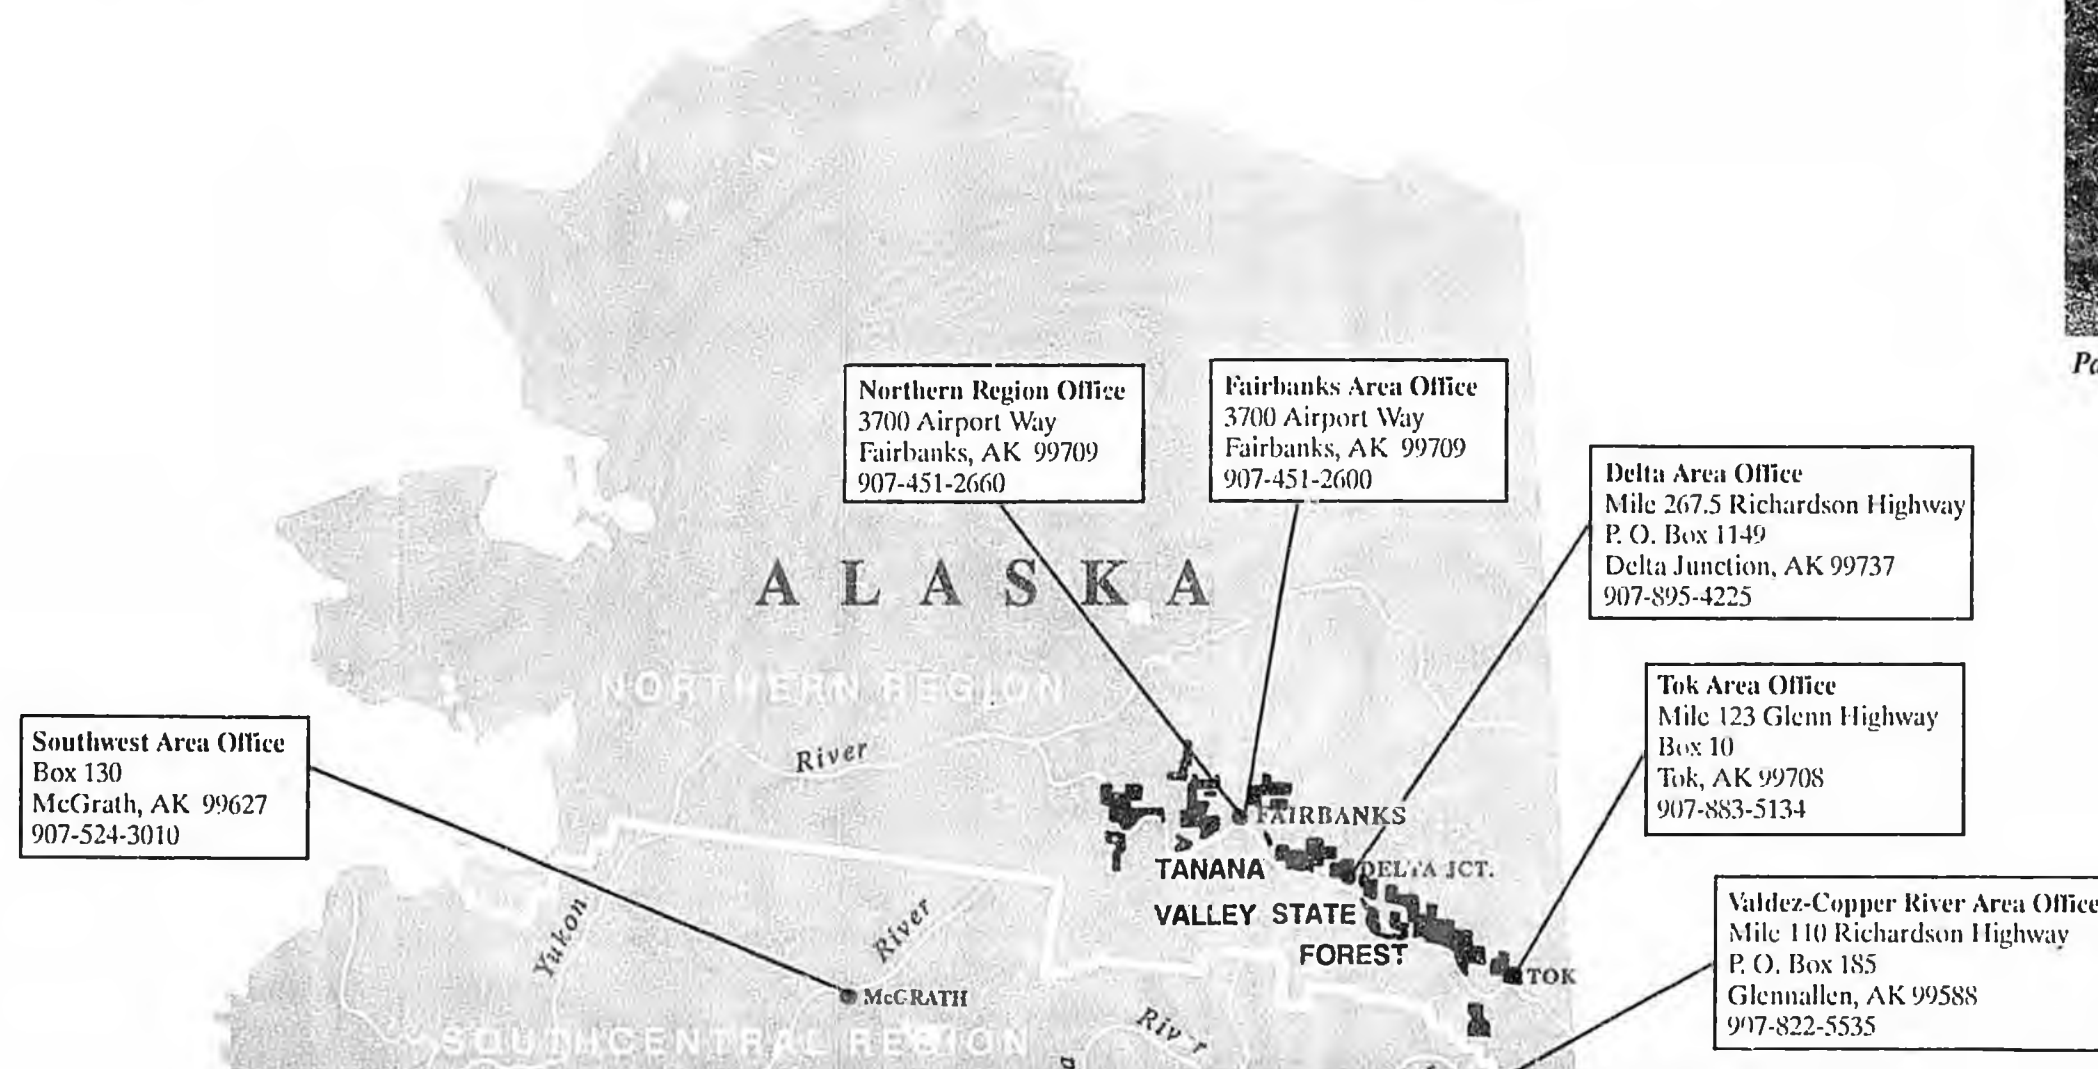 Northern Region Office
3700 Airport Way
Fairbanks, AK 99709
907-451-2660
Fairbanks Area Office
3700 Airport Way
Fairbanks, AK 99709
907-451-2600
Delta Area Office
Mile 267.5 Richardson Highway
P. O. Box 1149
Delta Junction, AK 99737
907-895-4225
ALASKA
NORTHERN REGION
Tok Area Office
Mile 123 Glenn Highway
Box 10
Tok, AK 99708
907-883-5134
Southwest Area Office
Box 130
McGrath, AK 99627
907-524-3010
River
FAIRBANKS
TANANA
DELTA JCT.
VALLEY STATE
FOREST
Yukon
River
McGRATH
TOK
Valdez-Copper River Area Office
Mile 110 Richardson Highway
P. O. Box 185
Glennallen, AK 99588
907-822-5535
SOUTHCENTRAL REGION